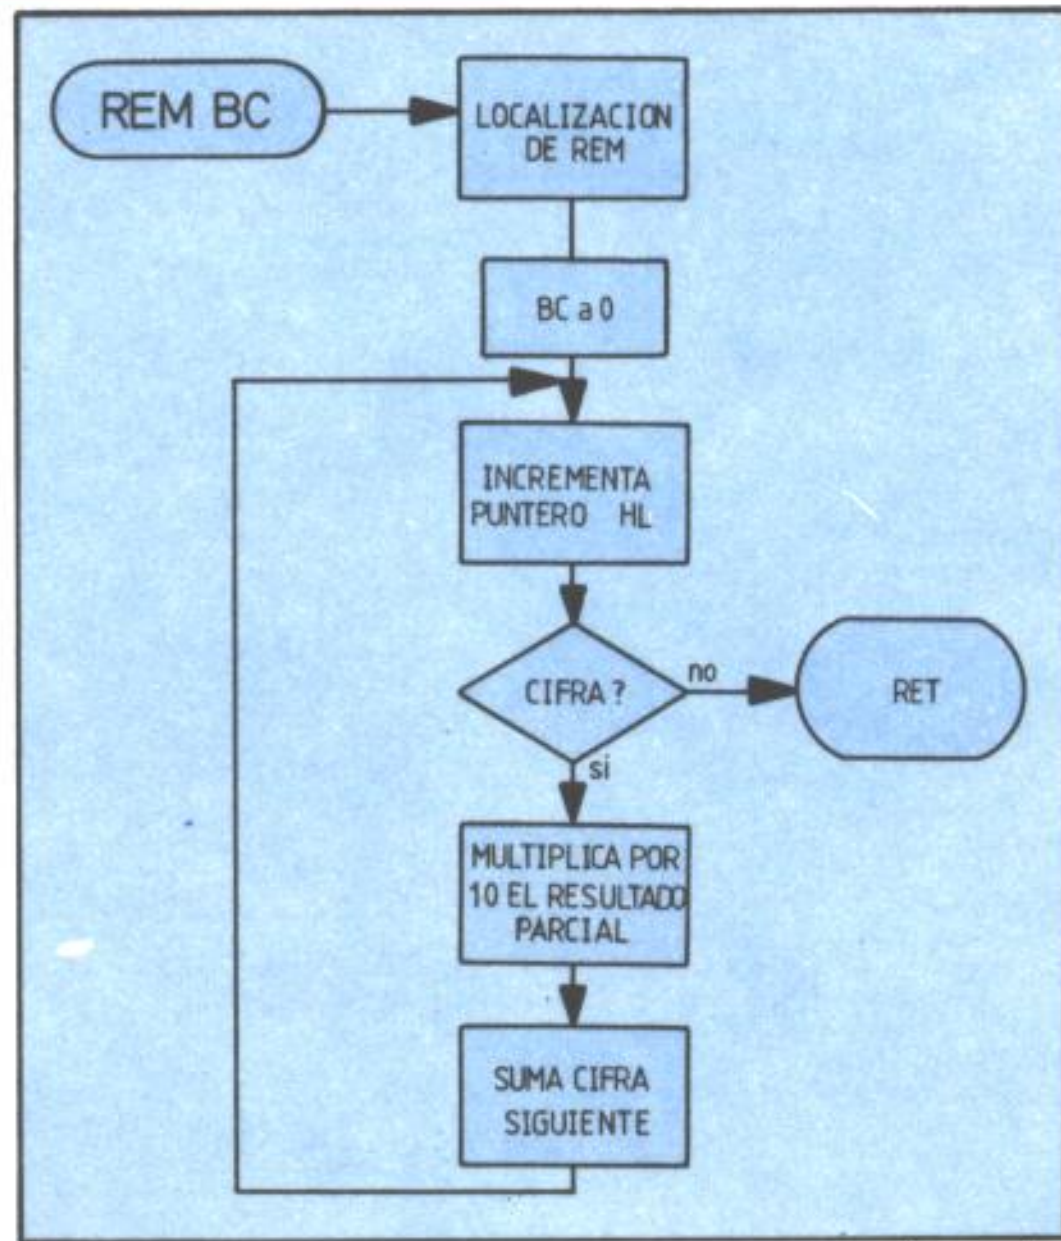 REM BC
LOCALIZACION
DE REM
BC a 0
INCREMENTA
PUNTERO HL
CIFRA ?
no
RET
si
MULTIPLICA POR
10 EL RESULTADO
PARCIAL
SUMA CIFRA
SIGUIENTE